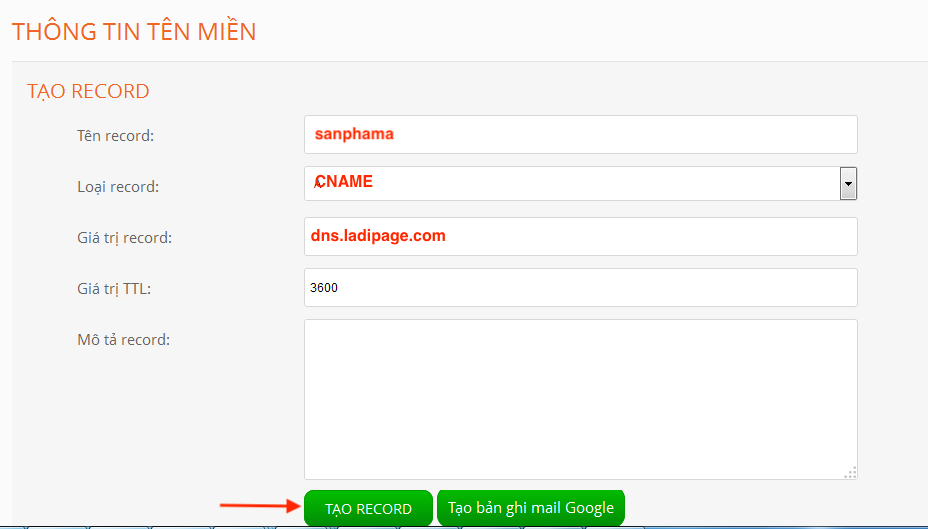 THÔNG TIN TÊN MIỀN
TẠO RECORD
Tên record: sanphama
Loại record: CNAME
Giá trị record: dns.ladipage.com
Giá trị TTL: 3600
Mô tả record:
TẠO RECORD Tạo bản ghi mail Google